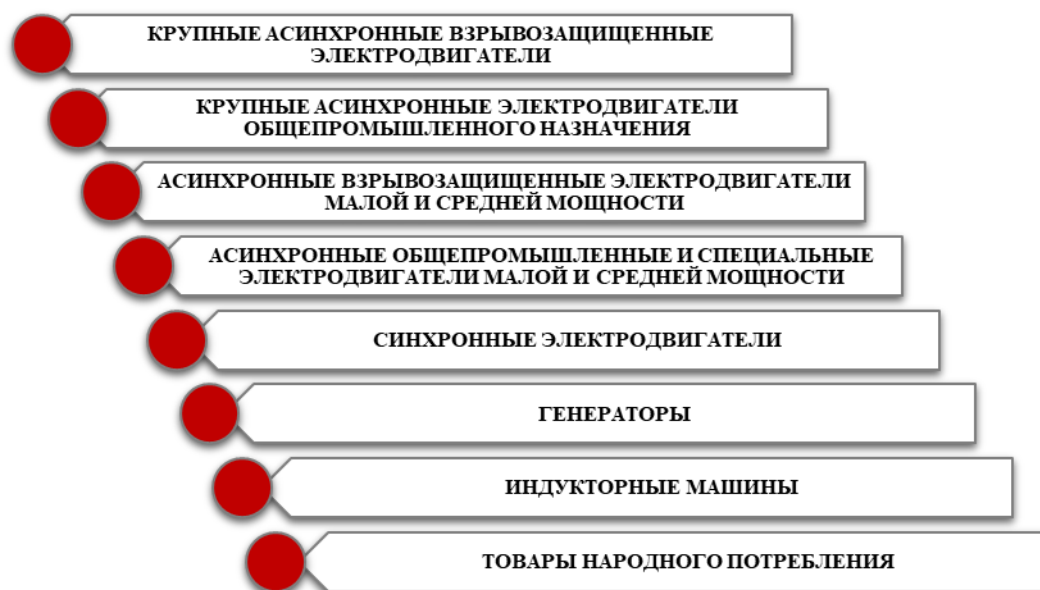 КРУПНЫЕ АСИНХРОННЫЕ ВЗРЫВОЗАЩИЩЕННЫЕ
ЭЛЕКТРОДВИГАТЕЛИ
КРУПНЫЕ АСИНХРОННЫЕ ЭЛЕКТРОДВИГАТЕЛИ
ОБЩЕПРОМЫШЛЕННОГО НАЗНАЧЕНИЯ
АСИНХРОННЫЕ ВЗРЫВОЗАЩИЩЕННЫЕ ЭЛЕКТРОДВИГАТЕЛИ
МАЛОЙ И СРЕДНЕЙ МОЩНОСТИ
АСИНХРОННЫЕ ОБЩЕПРОМЫШЛЕННЫЕ И СПЕЦИАЛЬНЫЕ
ЭЛЕКТРОДВИГАТЕЛИ МАЛОЙ И СРЕДНЕЙ МОЩНОСТИ
СИНХРОННЫЕ ЭЛЕКТРОДВИГАТЕЛИ
ГЕНЕРАТОРЫ
ИНДУКТОРНЫЕ МАШИНЫ
ТОВАРЫ НАРОДНОГО ПОТРЕБЛЕНИЯ